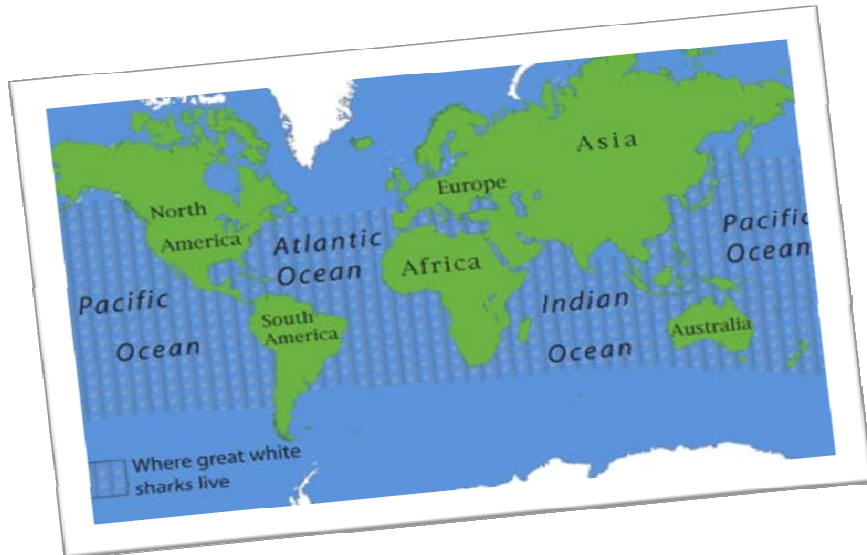 Asia
Europe
North
America
Atlantic
Ocean
Africa
Pacific
Ocean
Pacific
Ocean
Indian
Ocean
South
America
Australia
Where great white
sharks live